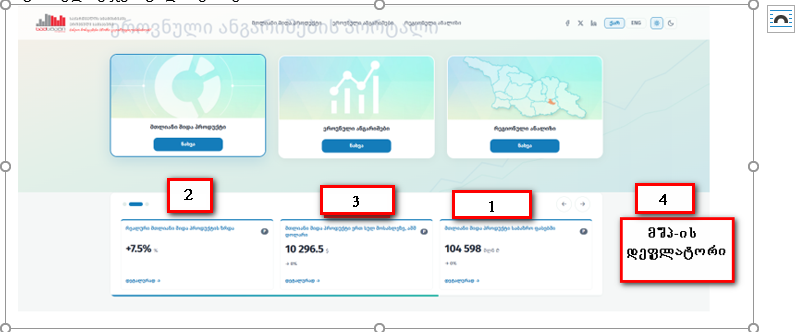 ეროვნული ანგარიშების პორტალი
მთლიანი შიდა პროდუქტი ეროვნული ანგარიშები რეგიონული ანალიზი
ქარ ENG
მთლიანი შიდა პროდუქტი
ნახვა
ეროვნული ანგარიშები
ნახვა
რეგიონული ანალიზი
ნახვა
2
3
1
4
რეალური მთლიანი შიდა პროდუქტის ზრდა
+7.5% %
დეტალურად
მთლიანი შიდა პროდუქტი ერთ სულ მოსახლეზე, აშშ
დოლარი
10 296.5 $
0%
დეტალურად
მთლიანი შიდა პროდუქტი საბაზრო ფასებში
104 598 მლნ ₾
0%
დეტალურად
მშპ-ის
დეფლატორი